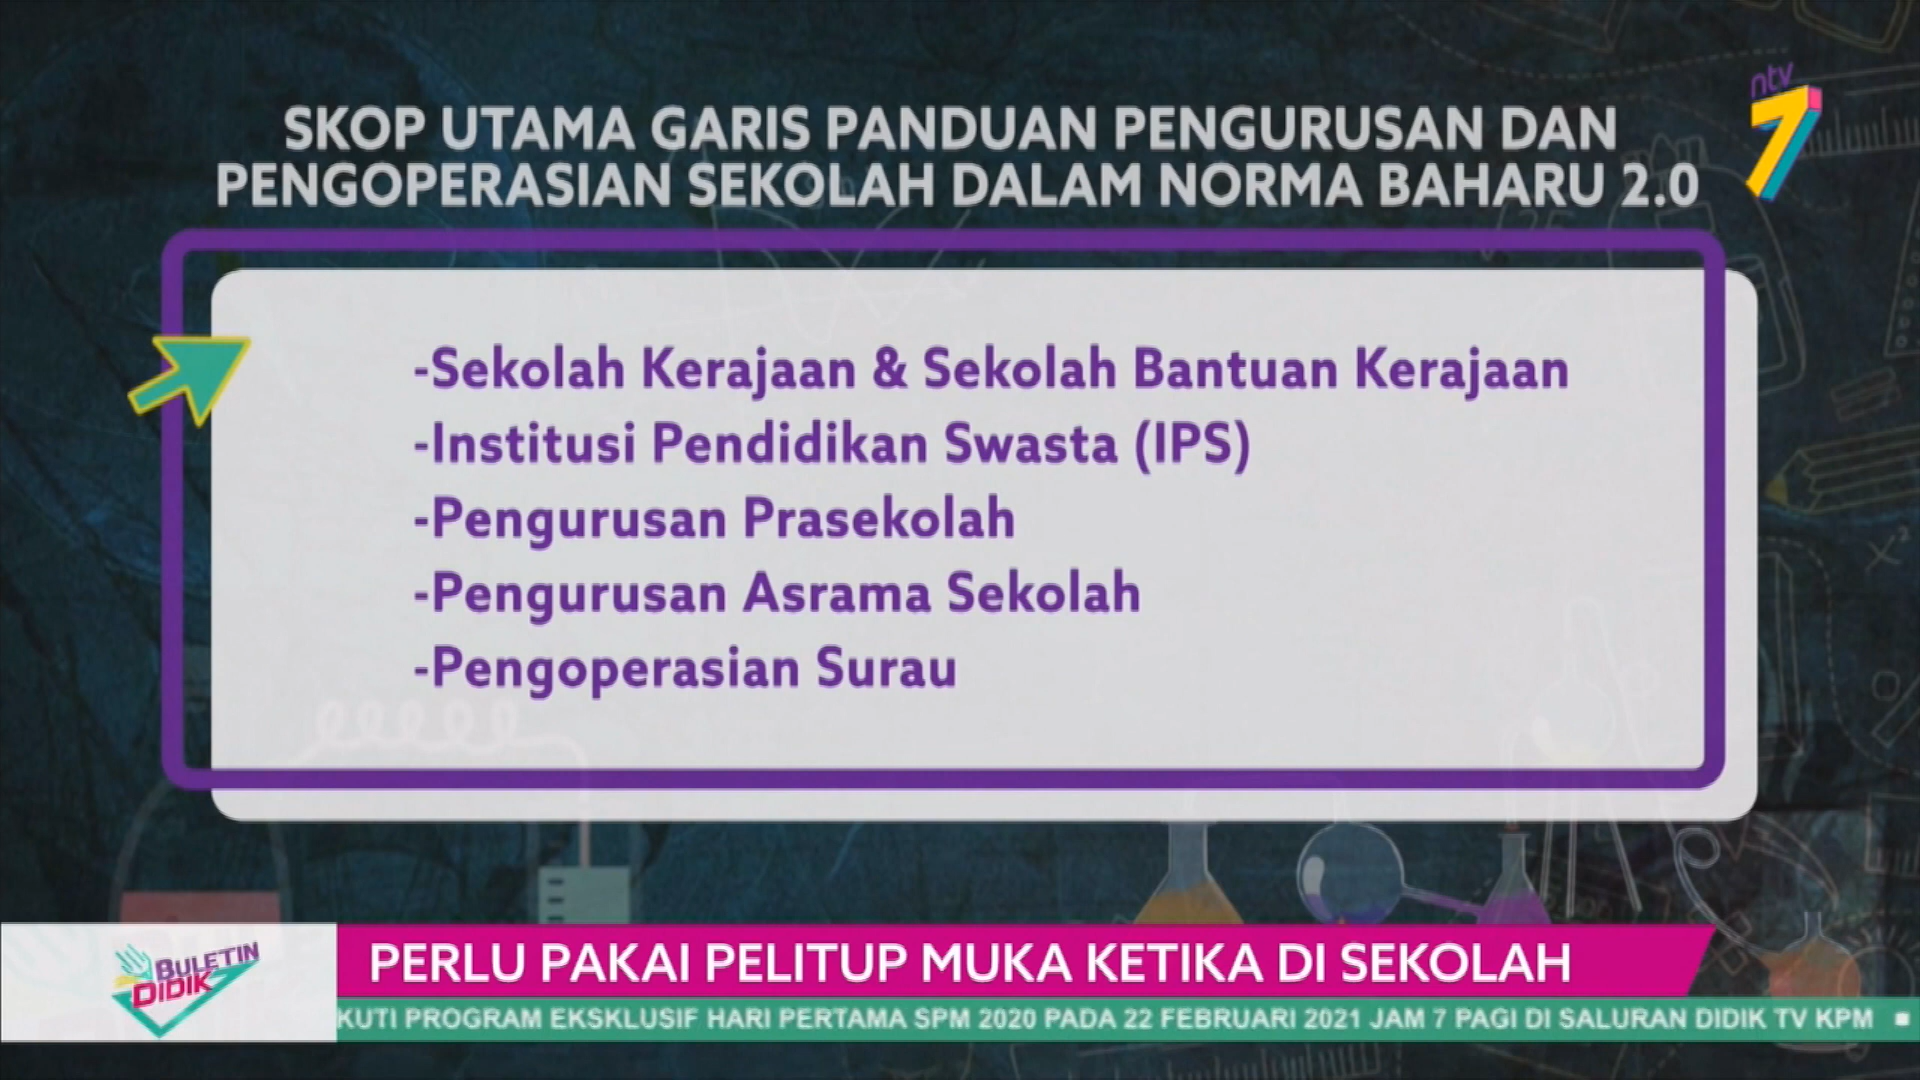 ntv
7
SKOP UTAMA GARIS PANDUAN PENGURUSAN DAN
PENGOPERASIAN SEKOLAH DALAM NORMA BAHARU 2.0
-Sekolah Kerajaan & Sekolah Bantuan Kerajaan
-Institusi Pendidikan Swasta (IPS)
-Pengurusan Prasekolah
-Pengurusan Asrama Sekolah
-Pengoperasian Surau
BULETIN
DIDIK
PERLU PAKAI PELITUP MUKA KETIKA DI SEKOLAH
KUTI PROGRAM EKSKLUSIF HARI PERTAMA SPM 2020 PADA 22 FEBRUARI 2021 JAM 7 PAGI DI SALURAN DIDIK TV KPM